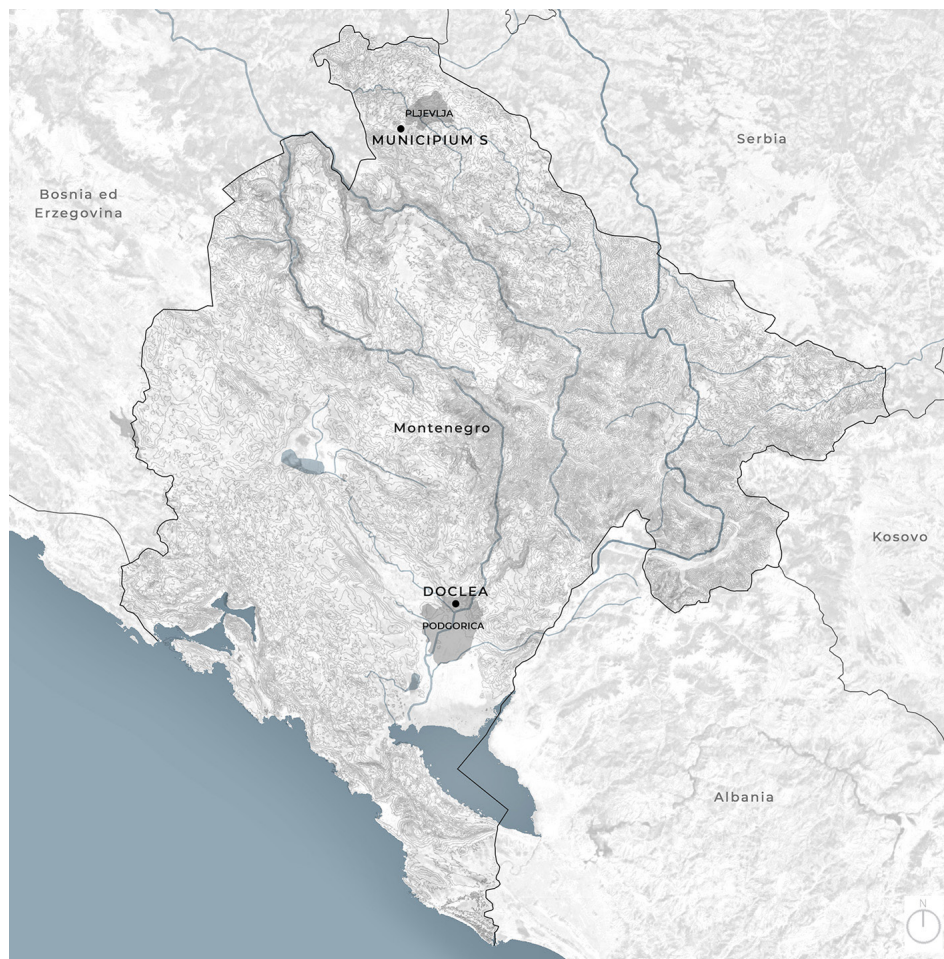 PLJEVLJA
MUNICIPIUM S
Serbia
Bosnia ed
Erzegovina
Montenegro
Kosovo
DOCLEA
PODGORICA
Albania
N